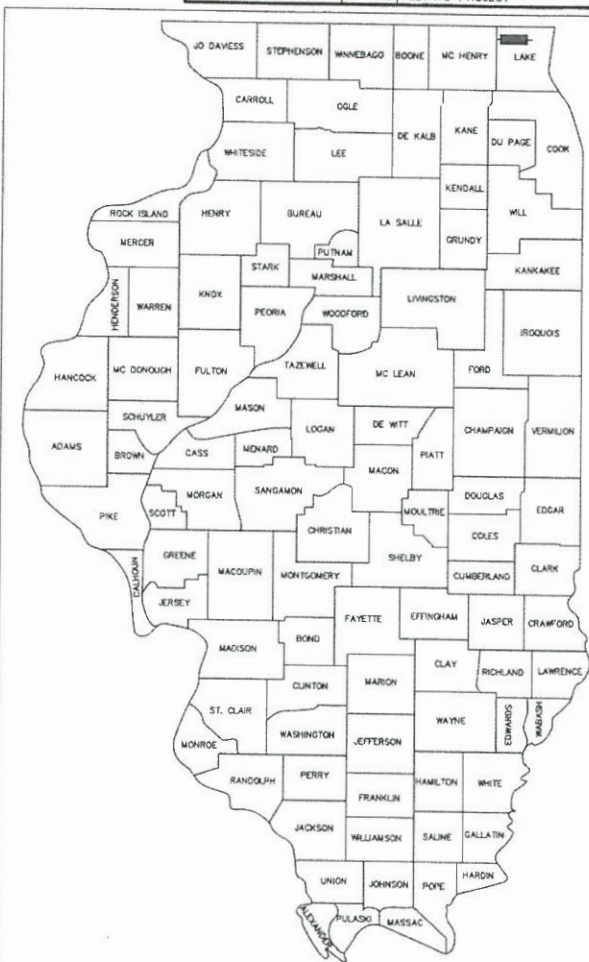 JO DAVIESS STEPHENSON WINNEBAGO BOONE MC HENRY LAKE
CARROLL OGLE
DE KALB KANE DU PAGE COOK
WHITESIDE LEE
KENDALL WILL
ROCK ISLAND HENRY BUREAU LA SALLE GRUNDY
MERCER PUTNAM
STARK MARSHALL KANKAKEE
HENDERSON WARREN KNOX PEORIA WOODFORD LIVINGSTON IROQUOIS
HANCOCK MC DONOUGH FULTON TAZEWELL MC LEAN FORD
SCHUYLER MASON LOGAN DE WITT CHAMPAIGN VERMILION
ADAMS BROWN CASS MENARD MACON PIATT
PIKE SCOTT MORGAN SANGAMON MOULTRIE DOUGLAS EDGAR
CHRISTIAN COLES
CALHOUN GREENE MACOUPIN MONTGOMERY SHELBY CUMBERLAND CLARK
JERSEY FAYETTE EFFINGHAM JASPER CRAWFORD
MADISON BOND
CLINTON MARION CLAY RICHLAND LAWRENCE
ST. CLAIR WASHINGTON JEFFERSON WAYNE EDWARDS WABASH
MONROE
RANDOLPH PERRY HAMILTON WHITE
FRANKLIN
JACKSON WILLIAMSON SALINE GALLATIN
UNION JOHNSON POPE HARDIN
ALEXANDER PULASKI MASSAC